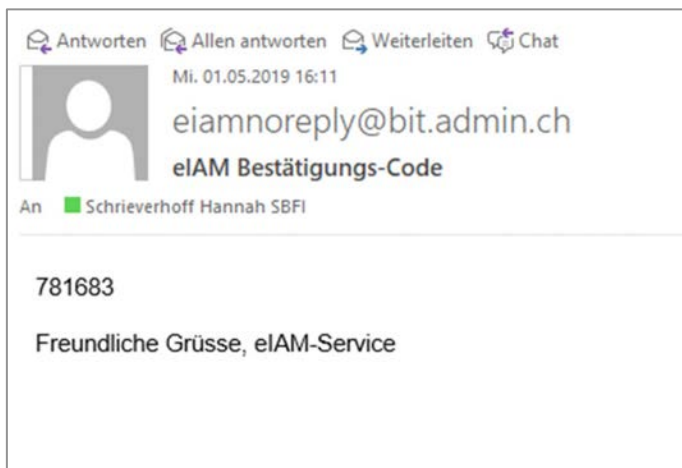 Antworten Allen antworten Weiterleiten Chat
Mi. 01.05.2019 16:11
eiamnoreply@bit.admin.ch
eIAM Bestätigungs-Code
An Schrieverhoff Hannah SBFI
781683
Freundliche Grüsse, eIAM-Service